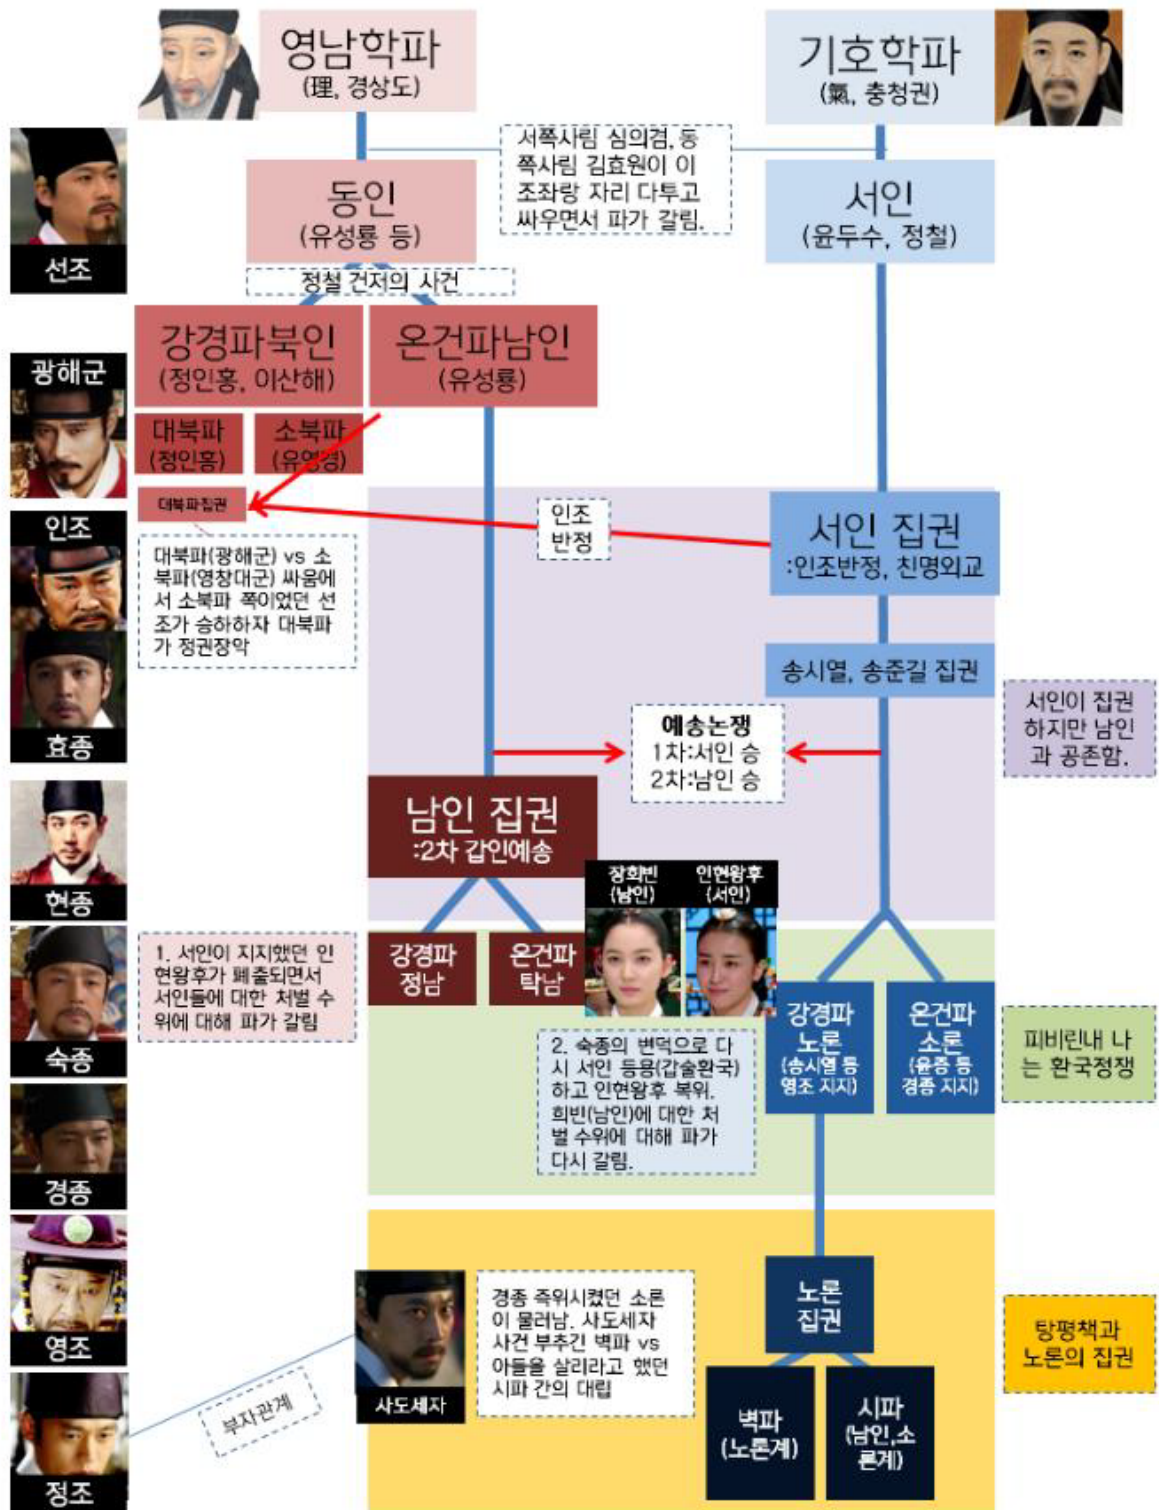 영남학파
(理, 경상도)
기호학파
(氣, 충청권)
서쪽사림 심의겸, 동
쪽사림 김효원이 이
조좌랑 자리 다투고
싸우면서 파가 갈림.
동인
(유성룡 등)
서인
(윤두수, 정철)
선조
정철 건저의 사건
강경파북인
(정인홍, 이산해)
온건파남인
(유성룡)
광해군
대북파
(정인홍)
소북파
(유영경)
대북파집권
인조
반정
서인 집권
:인조반정, 친명외교
인조
대북파(광해군) vs 소
북파(영창대군) 싸움에
서 소북파 쪽이었던 선
조가 승하하자 대북파
가 정권장악
송시열, 송준길 집권
서인이 집권
하지만 남인
과 공존함.
효종
예송논쟁
1차:서인 승
2차:남인 승
남인 집권
:2차 갑인예송
현종
장희빈
(남인)
인현왕후
(서인)
1. 서인이 지지했던 인
현왕후가 폐출되면서
서인들에 대한 처벌 수
위에 대해 파가 갈림
강경파
정남
온건파
탁남
숙종
2. 숙종의 변덕으로 다
시 서인 등용(갑술환국)
하고 인현왕후 복위.
희빈(남인)에 대한 처
벌 수위에 대해 파가
다시 갈림.
강경파
노론
(송시열 등
영조 지지)
온건파
소론
(윤증 등
경종 지지)
피비린내 나
는 환국정쟁
경종
영조
사도세자
경종 즉위시켰던 소론
이 물러남. 사도세자
사건 부추긴 벽파 vs
아들을 살리라고 했던
시파 간의 대립
노론
집권
탕평책과
노론의 집권
부자관계
벽파
(노론계)
시파
(남인,소
론계)
정조